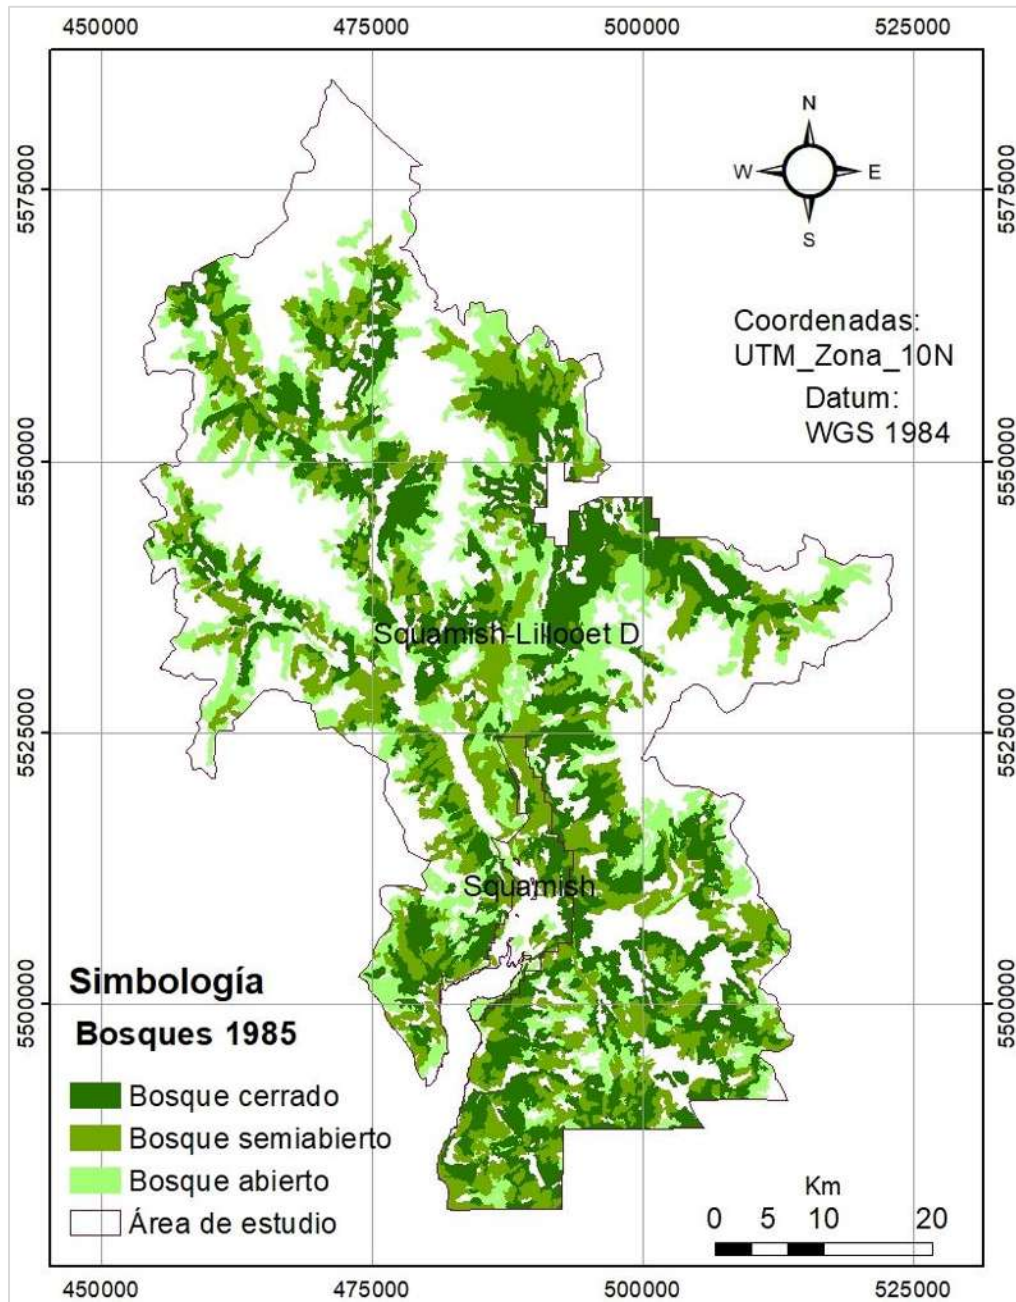 450000 475000 500000 525000
N
W E
S
5575000 5575000
Coordenadas:
UTM_Zona_10N
Datum:
WGS 1984
5550000 5550000
Squamish-Lillooet D
5525000 5525000
Squamish
Simbología
5500000 5500000
Bosques 1985
Bosque cerrado
Bosque semiabierto
Bosque abierto
Área de estudio
Km
0 5 10 20
450000 475000 500000 525000